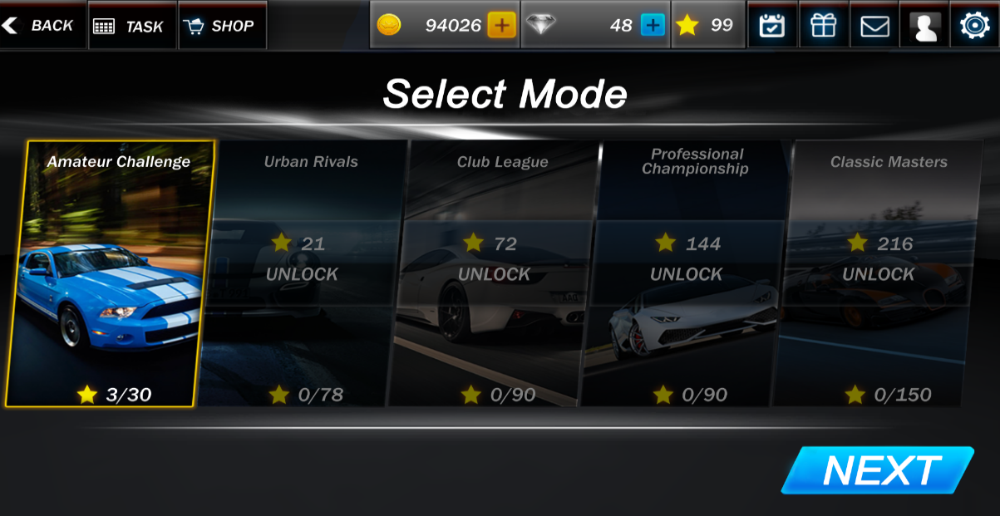 BACK
TASK
SHOP
94026
48
99
Select Mode
Amateur Challenge
Urban Rivals
Club League
Professional
Championship
Classic Masters
21
UNLOCK
72
UNLOCK
144
UNLOCK
216
UNLOCK
3/30
0/78
0/90
0/90
0/150
NEXT